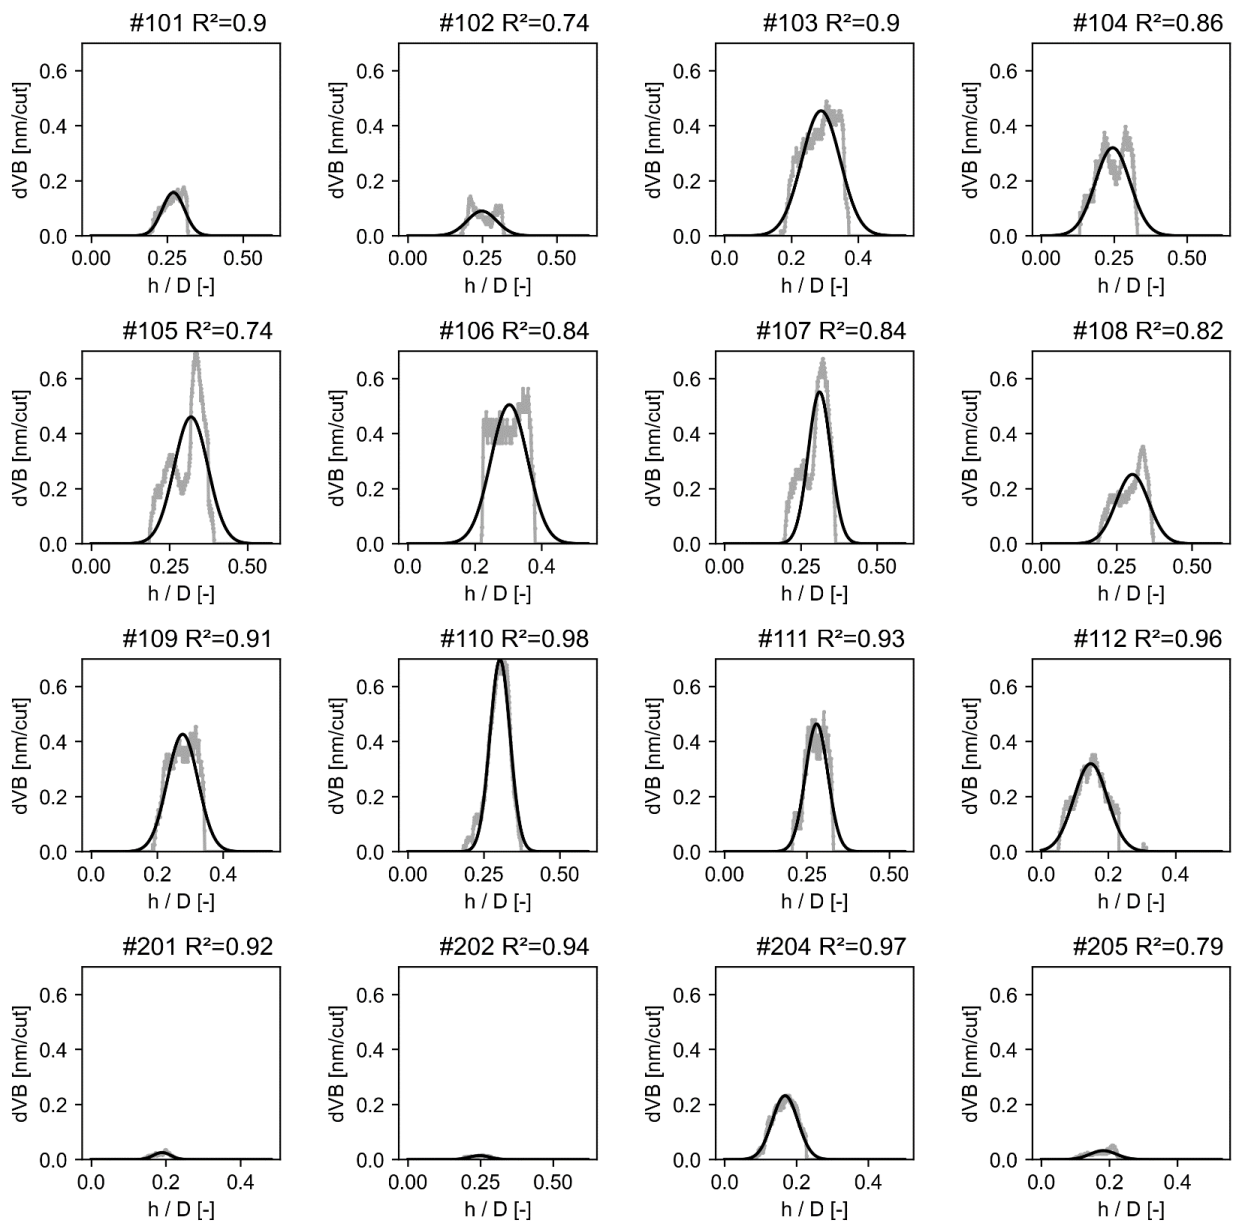 #101 R²=0.9
#102 R²=0.74
#103 R²=0.9
#104 R²=0.86
dVB [nm/cut]
0.6
0.4
0.2
0.0
0.00 0.25 0.50
h / D [-]
dVB [nm/cut]
0.6
0.4
0.2
0.0
0.00 0.25 0.50
h / D [-]
dVB [nm/cut]
0.6
0.4
0.2
0.0
0.0 0.2 0.4
h / D [-]
dVB [nm/cut]
0.6
0.4
0.2
0.0
0.00 0.25 0.50
h / D [-]
#105 R²=0.74
#106 R²=0.84
#107 R²=0.84
#108 R²=0.82
dVB [nm/cut]
0.6
0.4
0.2
0.0
0.00 0.25 0.50
h / D [-]
dVB [nm/cut]
0.6
0.4
0.2
0.0
0.0 0.2 0.4
h / D [-]
dVB [nm/cut]
0.6
0.4
0.2
0.0
0.00 0.25 0.50
h / D [-]
dVB [nm/cut]
0.6
0.4
0.2
0.0
0.00 0.25 0.50
h / D [-]
#109 R²=0.91
#110 R²=0.98
#111 R²=0.93
#112 R²=0.96
dVB [nm/cut]
0.6
0.4
0.2
0.0
0.0 0.2 0.4
h / D [-]
dVB [nm/cut]
0.6
0.4
0.2
0.0
0.00 0.25 0.50
h / D [-]
dVB [nm/cut]
0.6
0.4
0.2
0.0
0.00 0.25 0.50
h / D [-]
dVB [nm/cut]
0.6
0.4
0.2
0.0
0.0 0.2 0.4
h / D [-]
#201 R²=0.92
#202 R²=0.94
#204 R²=0.97
#205 R²=0.79
dVB [nm/cut]
0.6
0.4
0.2
0.0
0.0 0.2 0.4
h / D [-]
dVB [nm/cut]
0.6
0.4
0.2
0.0
0.00 0.25 0.50
h / D [-]
dVB [nm/cut]
0.6
0.4
0.2
0.0
0.0 0.2 0.4
h / D [-]
dVB [nm/cut]
0.6
0.4
0.2
0.0
0.0 0.2 0.4
h / D [-]